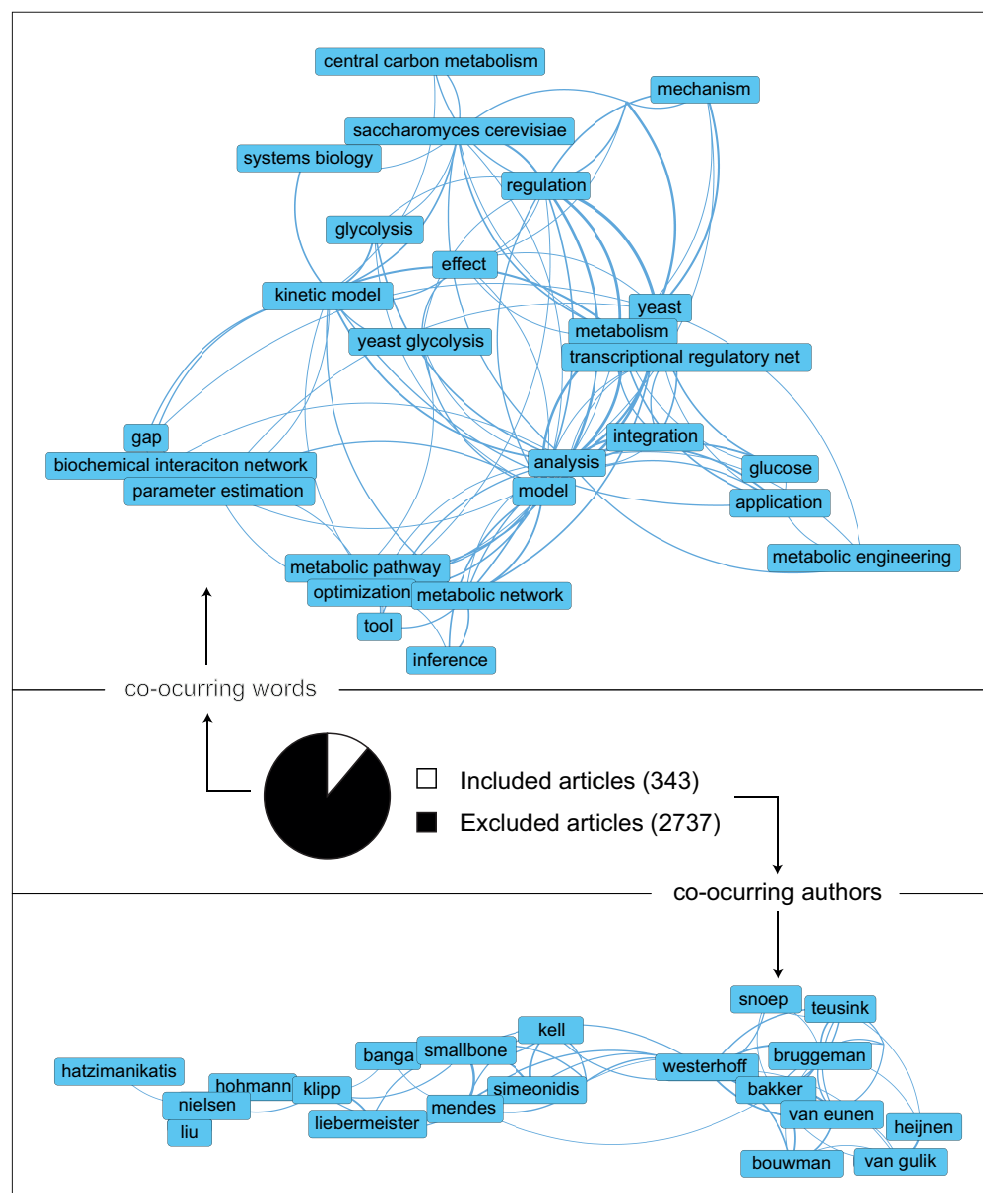 central carbon metabolism
mechanism
saccharomyces cerevisiae
systems biology
regulation
glycolysis
effect
kinetic model
yeast
metabolism
yeast glycolysis
transcriptional regulatory net
gap
integration
biochemical interaciton network
analysis
glucose
parameter estimation
model
application
metabolic engineering
metabolic pathway
optimization
metabolic network
tool
inference
co-ocurring words
Included articles (343)
Excluded articles (2737)
co-ocurring authors
snoep
teusink
kell
banga
smallbone
bruggeman
westerhoff
hatzimanikatis
hohmann
klipp
simeonidis
bakker
nielsen
mendes
van eunen
liebermeister
heijnen
liu
bouwman
van gulik